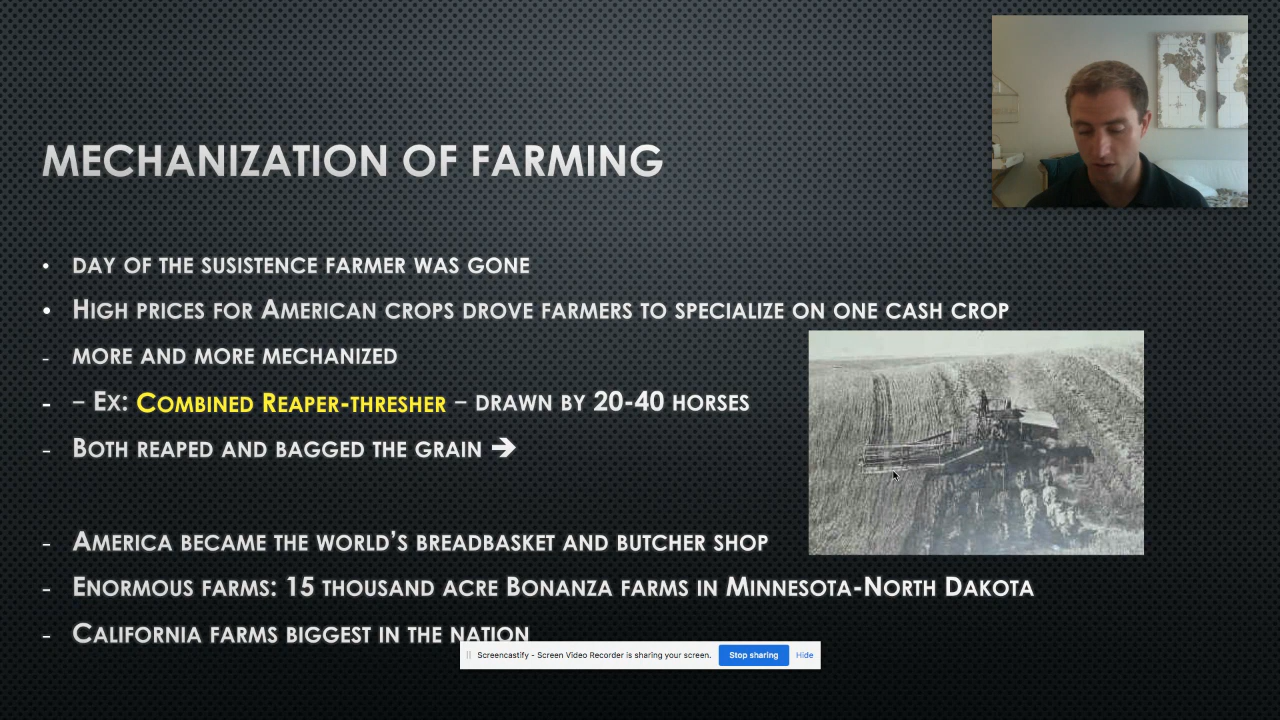 MECHANIZATION OF FARMING
• DAY OF THE SUSISTENCE FARMER WAS GONE
• HIGH PRICES FOR AMERICAN CROPS DROVE FARMERS TO SPECIALIZE ON ONE CASH CROP
- MORE AND MORE MECHANIZED
- – EX: COMBINED REAPER-THRESHER – DRAWN BY 20-40 HORSES
- BOTH REAPED AND BAGGED THE GRAIN ➔
- AMERICA BECAME THE WORLD’S BREADBASKET AND BUTCHER SHOP
- ENORMOUS FARMS: 15 THOUSAND ACRE BONANZA FARMS IN MINNESOTA-NORTH DAKOTA
- CALIFORNIA FARMS BIGGEST IN THE NATION
Screencastify - Screen Video Recorder is sharing your screen. Stop sharing Hide